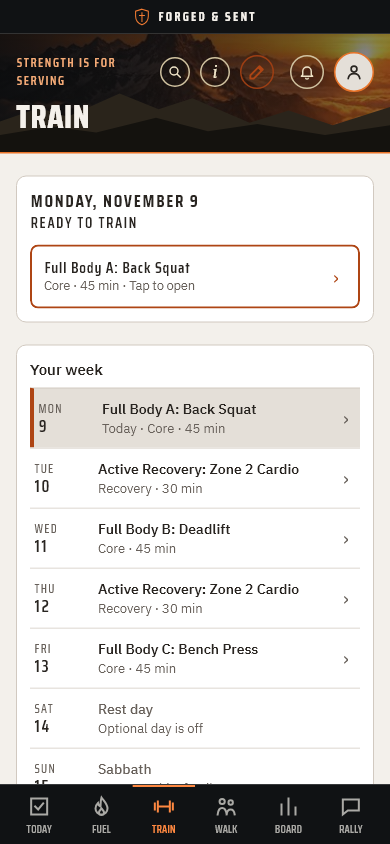 FORGED & SENT
STRENGTH IS FOR
SERVING
TRAIN
MONDAY, NOVEMBER 9
READY TO TRAIN
Full Body A: Back Squat
Core · 45 min · Tap to open
Your week
MON
9
Full Body A: Back Squat
Today · Core · 45 min
TUE
10
Active Recovery: Zone 2 Cardio
Recovery · 30 min
WED
11
Full Body B: Deadlift
Core · 45 min
THU
12
Active Recovery: Zone 2 Cardio
Recovery · 30 min
FRI
13
Full Body C: Bench Press
Core · 45 min
SAT
14
Rest day
Optional day is off
SUN
Sabbath
TODAY
FUEL
TRAIN
WALK
BOARD
RALLY